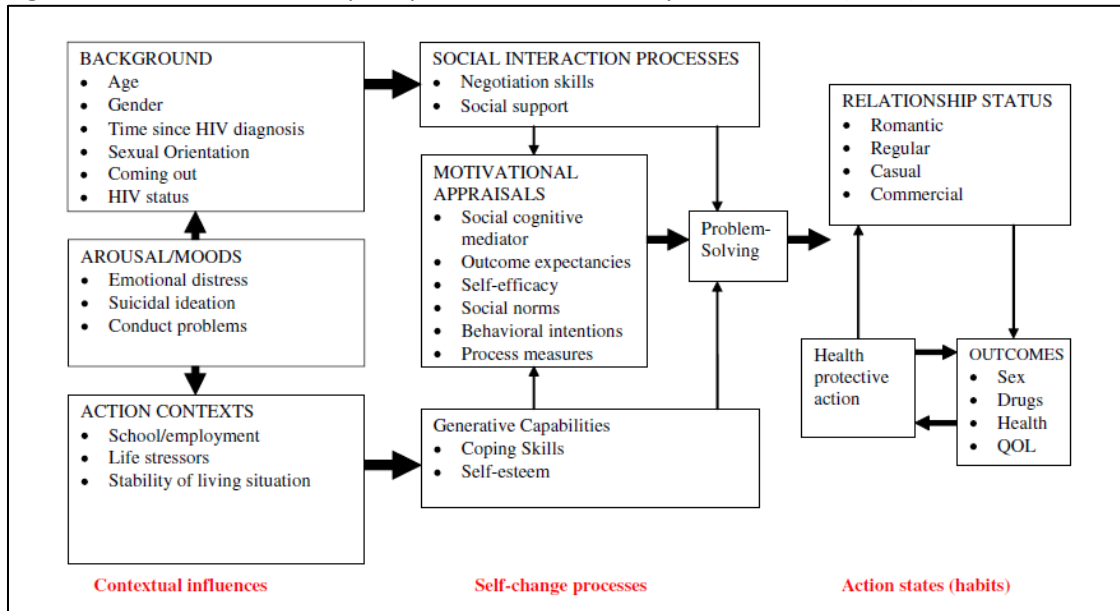 BACKGROUND
• Age
• Gender
• Time since HIV diagnosis
• Sexual Orientation
• Coming out
• HIV status
AROUSAL/MOODS
• Emotional distress
• Suicidal ideation
• Conduct problems
ACTION CONTEXTS
• School/employment
• Life stressors
• Stability of living situation
Contextual influences
SOCIAL INTERACTION PROCESSES
• Negotiation skills
• Social support
MOTIVATIONAL
APPRAISALS
• Social cognitive
mediator
• Outcome expectancies
• Self-efficacy
• Social norms
• Behavioral intentions
• Process measures
Generative Capabilities
• Coping Skills
• Self-esteem
Self-change processes
Problem-
Solving
RELATIONSHIP STATUS
• Romantic
• Regular
• Casual
• Commercial
Health
protective
action
OUTCOMES
• Sex
• Drugs
• Health
• QOL
Action states (habits)